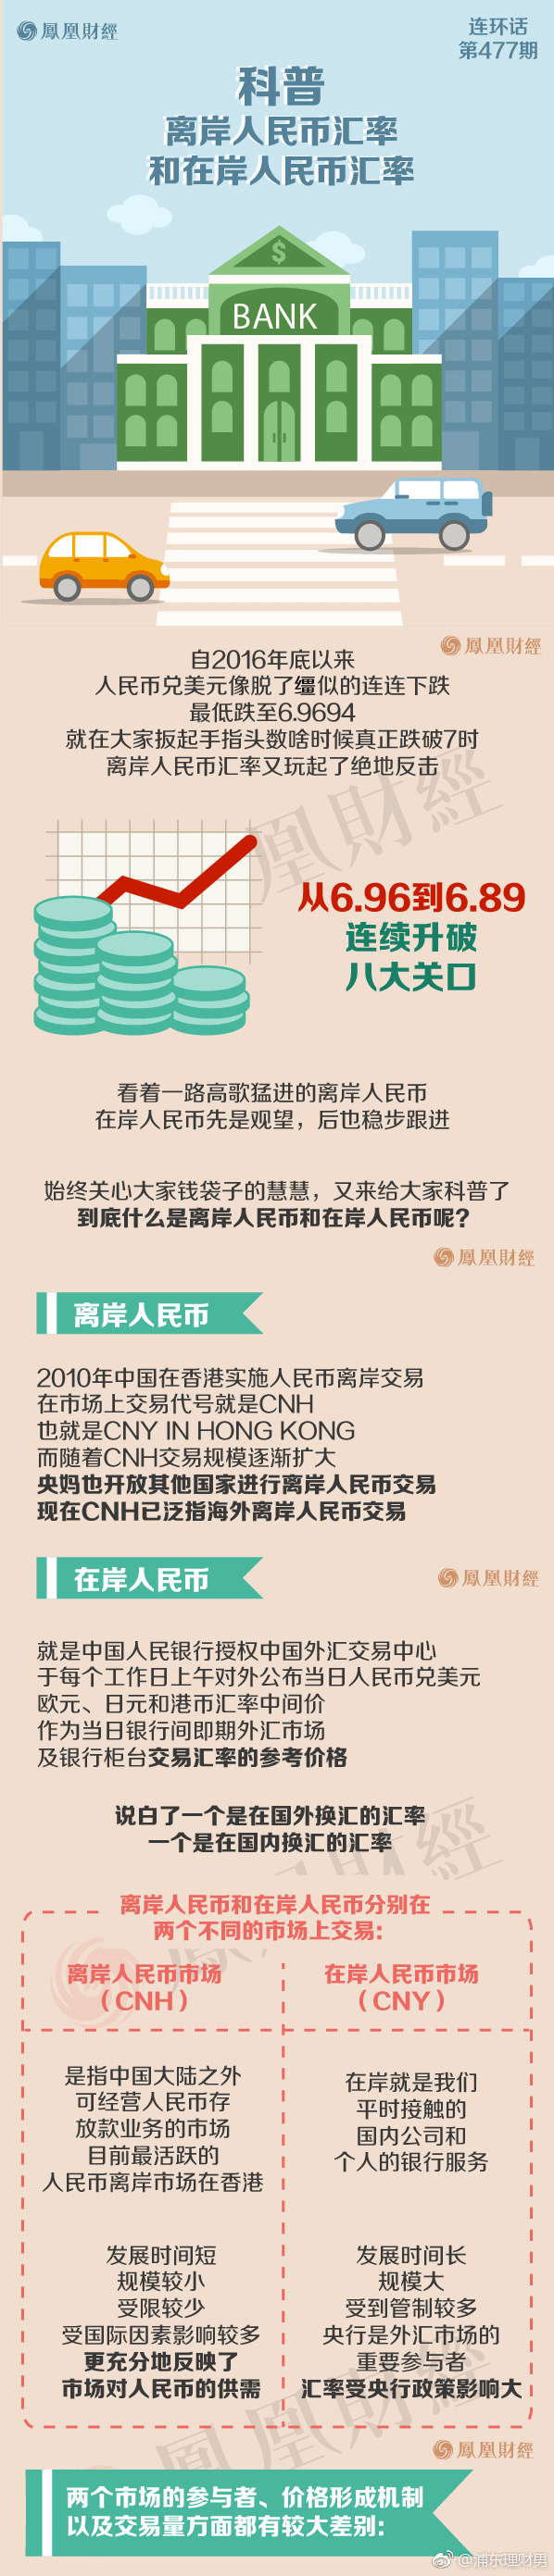 鳳凰財經
连环话
第477期
科普
离岸人民币汇率
和在岸人民币汇率
$
BANK
鳳凰財經
自2016年底以来
人民币兑美元像脱了缰似的连连下跌
最低跌至6.9694
就在大家扳起手指头数啥时候真正跌破7时
离岸人民币汇率又玩起了绝地反击
凰財經
从6.96到6.89
连续升破
八大关口
看着一路高歌猛进的离岸人民币
在岸人民币先是观望，后也稳步跟进
始终关心大家钱袋子的慧慧，又来给大家科普了
到底什么是离岸人民币和在岸人民币呢？
鳳凰財經
离岸人民币
2010年中国在香港实施人民币离岸交易
在市场上交易代号就是CNH
也就是CNY IN HONG KONG
而随着CNH交易规模逐渐扩大
央妈也开放其他国家进行离岸人民币交易
现在CNH已泛指海外离岸人民币交易
在岸人民币
鳳凰財經
就是中国人民银行授权中国外汇交易中心
于每个工作日上午对外公布当日人民币兑美元
欧元、日元和港币汇率中间价
作为当日银行间即期外汇市场
及银行柜台交易汇率的参考价格
说白了一个是在国外换汇的汇率
一个是在国内换汇的汇率
离岸人民币和在岸人民币分别在
两个不同的市场上交易：
离岸人民币市场
（CNH）
是指中国大陆之外
可经营人民币存
放款业务的市场
目前最活跃的
人民币离岸市场在香港
发展时间短
规模较小
受限较少
受国际因素影响较多
更充分地反映了
市场对人民币的供需
在岸人民币市场
（CNY）
在岸就是我们
平时接触的
国内公司和
个人的银行服务
发展时间长
规模大
受到管制较多
央行是外汇市场的
重要参与者
汇率受央行政策影响大
鳳凰財經
鳳凰財經
两个市场的参与者、价格形成机制
以及交易量方面都有较大差别：
@浦东理财男